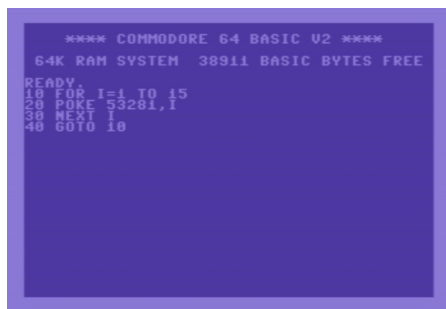 **** COMMODORE 64 BASIC V2 ****
64K RAM SYSTEM 38911 BASIC BYTES FREE
READY.
10 FOR I=1 TO 15
20 POKE 53281,I
30 NEXT I
40 GOTO 10